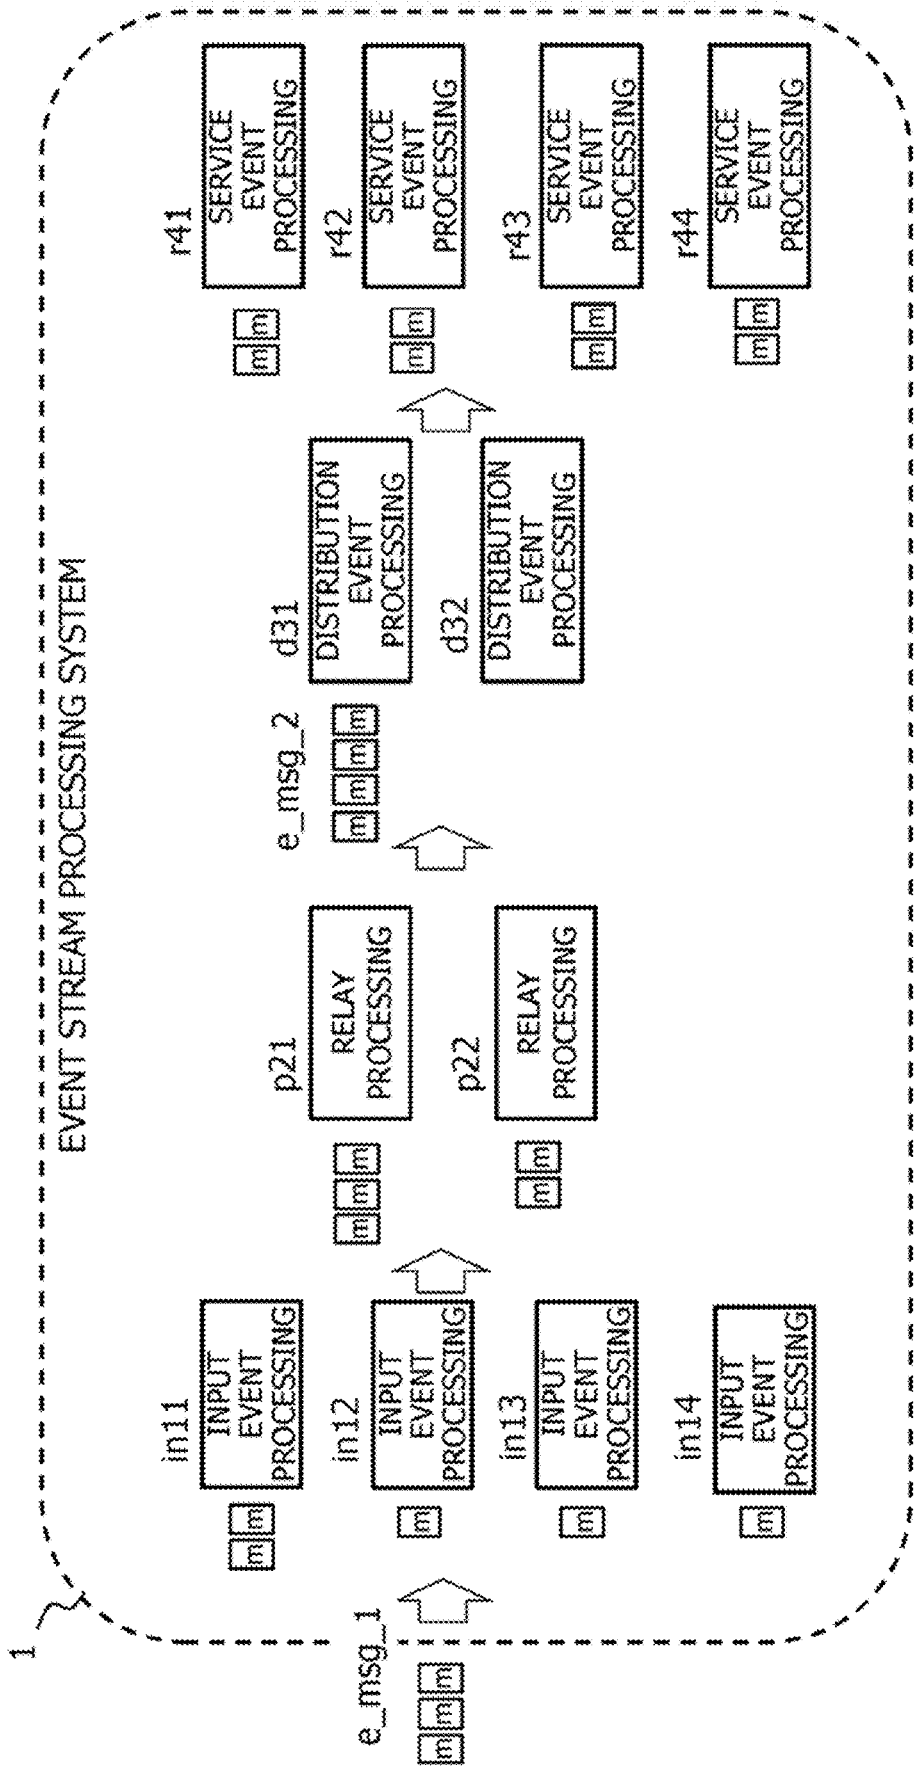 1
EVENT STREAM PROCESSING SYSTEM
e_msg_1
m m m
in11
m m
INPUT
EVENT
PROCESSING
in12
m
INPUT
EVENT
PROCESSING
in13
m
INPUT
EVENT
PROCESSING
in14
m
INPUT
EVENT
PROCESSING
p21
m m m
RELAY
PROCESSING
p22
m m
RELAY
PROCESSING
e_msg_2
m m m m
d31
DISTRIBUTION
EVENT
PROCESSING
d32
DISTRIBUTION
EVENT
PROCESSING
r41
m m
SERVICE
EVENT
PROCESSING
r42
m m
SERVICE
EVENT
PROCESSING
r43
m m
SERVICE
EVENT
PROCESSING
r44
m m
SERVICE
EVENT
PROCESSING